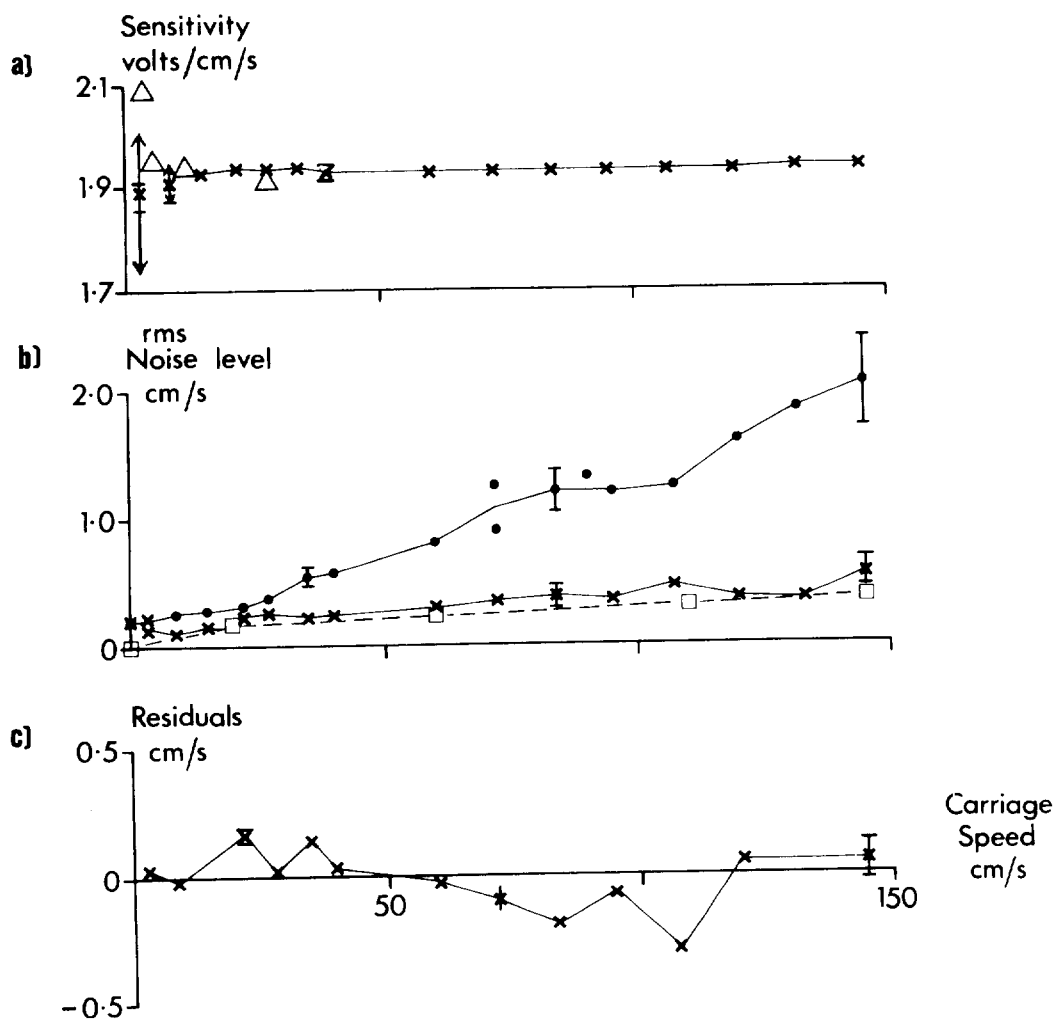 a)
Sensitivity
volts/cm/s
2·1
1·9
1·7
b)
rms
Noise level
cm/s
2·0
1·0
0
c)
Residuals
cm/s
0·5
0
-0·5
50
150
Carriage
Speed
cm/s